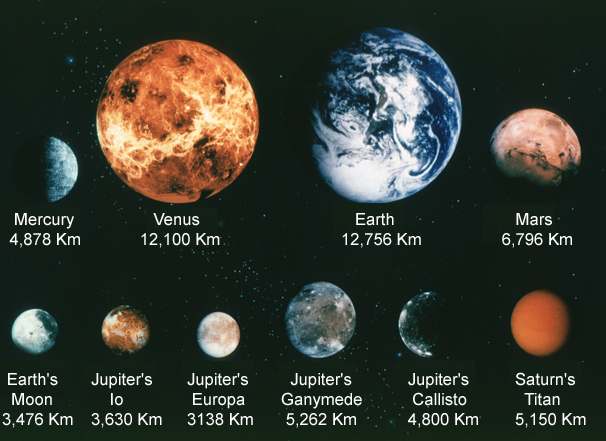 Mercury
4,878 Km
Venus
12,100 Km
Earth
12,756 Km
Mars
6,796 Km
Earth's
Moon
3,476 Km
Jupiter's
Io
3,630 Km
Jupiter's
Europa
3138 Km
Jupiter's
Ganymede
5,262 Km
Jupiter's
Callisto
4,800 Km
Saturn's
Titan
5,150 Km